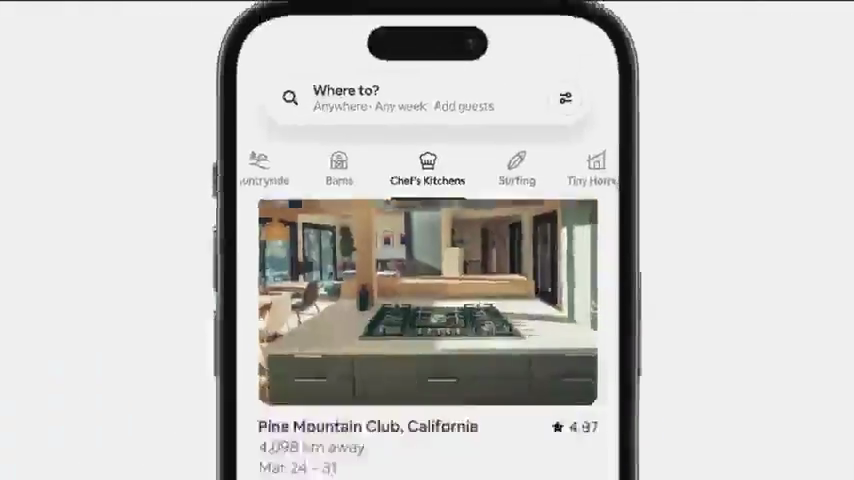 Where to?
Anywhere · Any week · Add guests
untryside Barns Chef's Kitchens Surfing Tiny Home
Pine Mountain Club, California ★ 4.97
4,098 km away
Mar 24 – 31